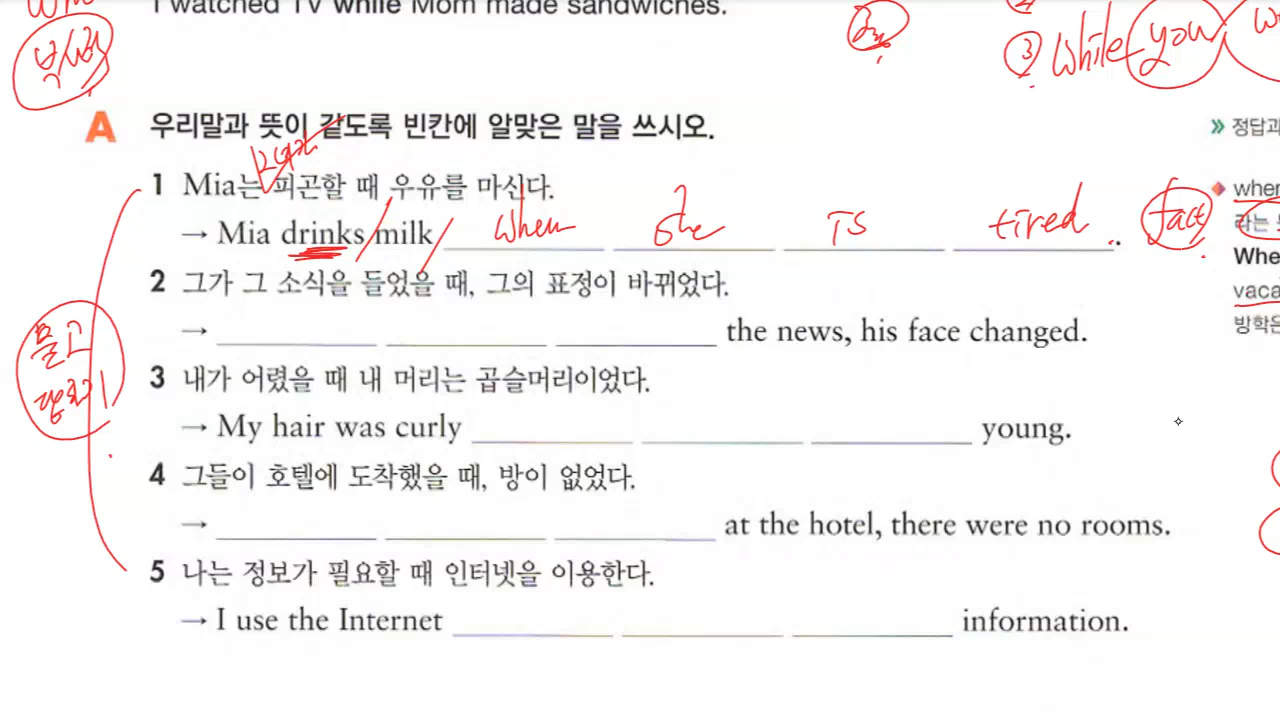 I watched TV while Mom made sandwiches.
③ While you
A 우리말과 뜻이 같도록 빈칸에 알맞은 말을 쓰시오.
» 정답과
1 Mia는 피곤할 때 우유를 마신다.
→ Mia drinks milk when she is tired.
fact
when
라는
Whe
vaca
방학은
2 그가 그 소식을 들었을 때, 그의 표정이 바뀌었다.
→ the news, his face changed.
풀고
3 내가 어렸을 때 내 머리는 곱슬머리이었다.
→ My hair was curly young.
4 그들이 호텔에 도착했을 때, 방이 없었다.
→ at the hotel, there were no rooms.
5 나는 정보가 필요할 때 인터넷을 이용한다.
→ I use the Internet information.